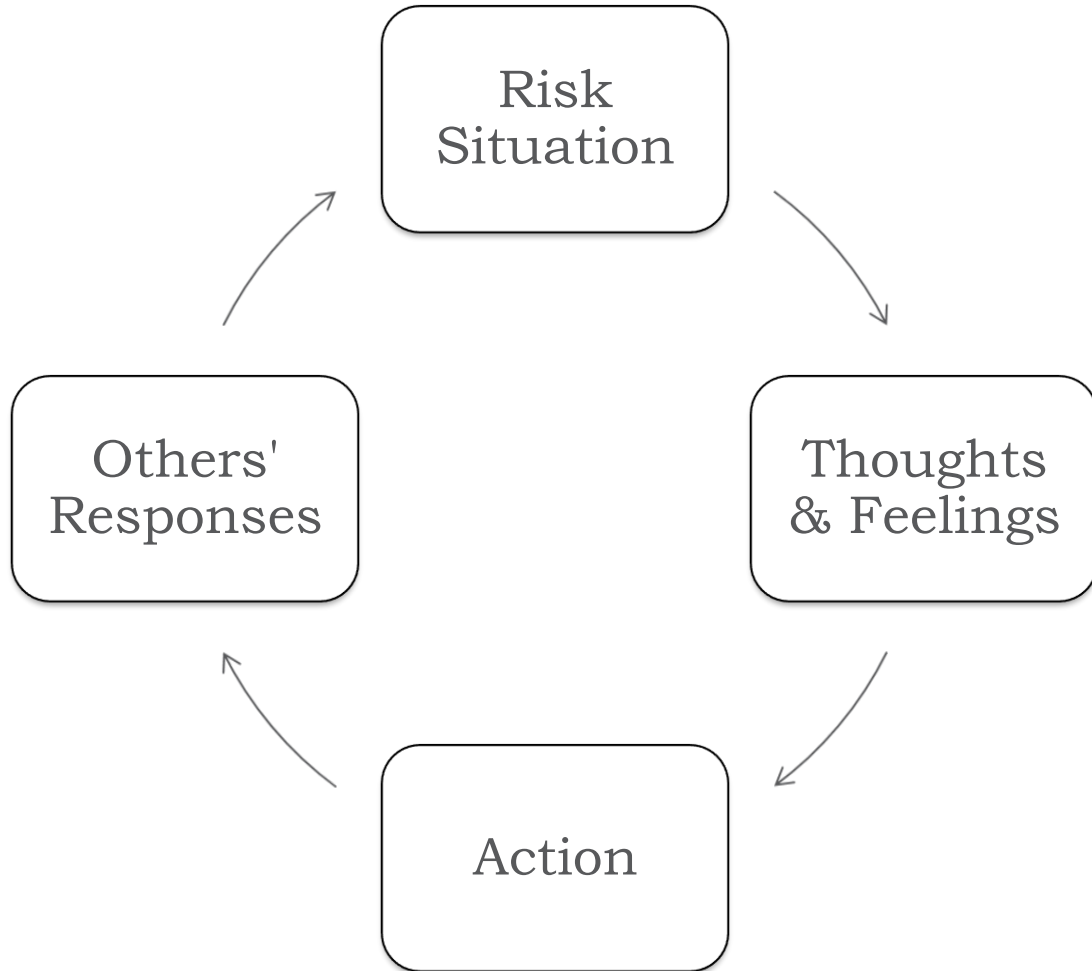 Risk
Situation
Thoughts
& Feelings
Action
Others'
Responses